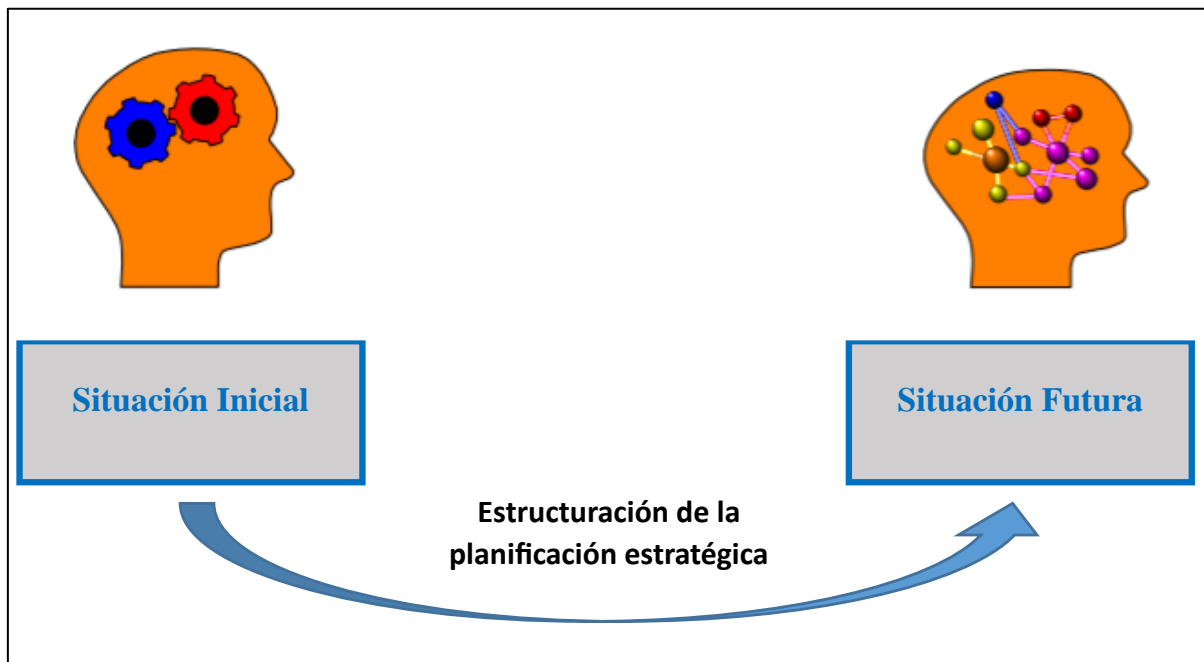 Situación Inicial
Situación Futura
Estructuración de la
planificación estratégica